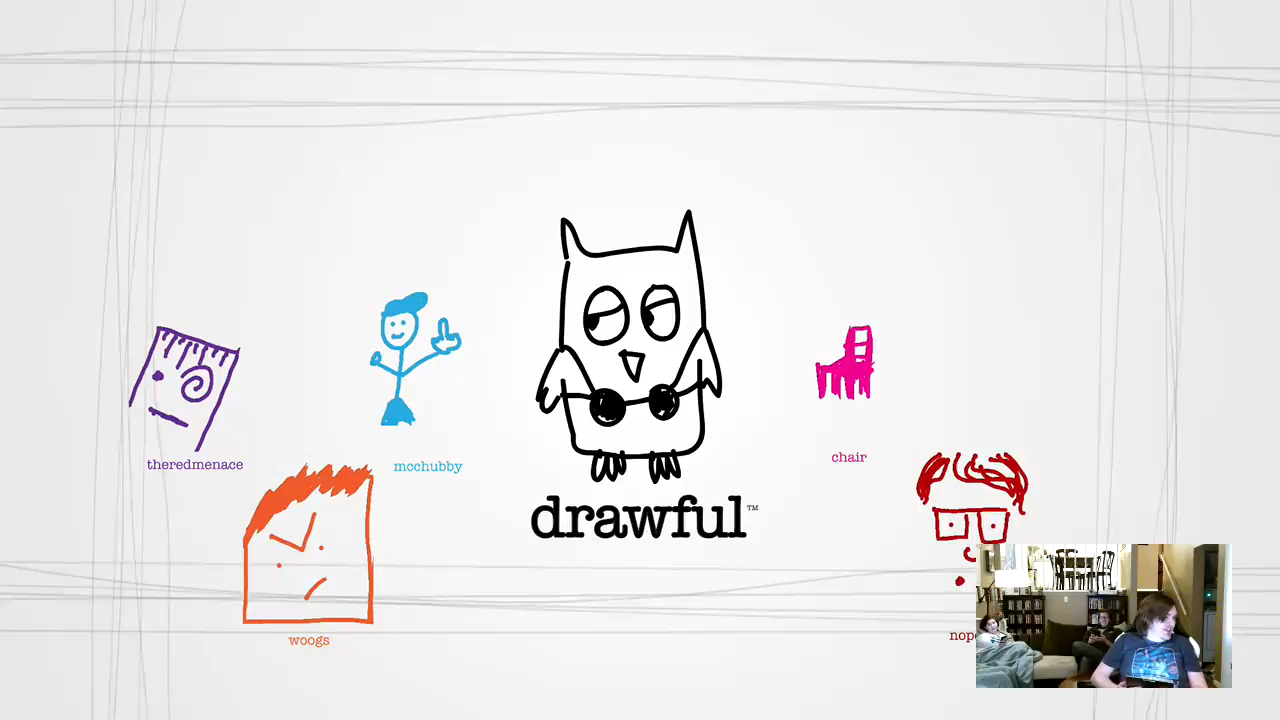 theredmenace
mcchubby
chair
drawful™
woogs